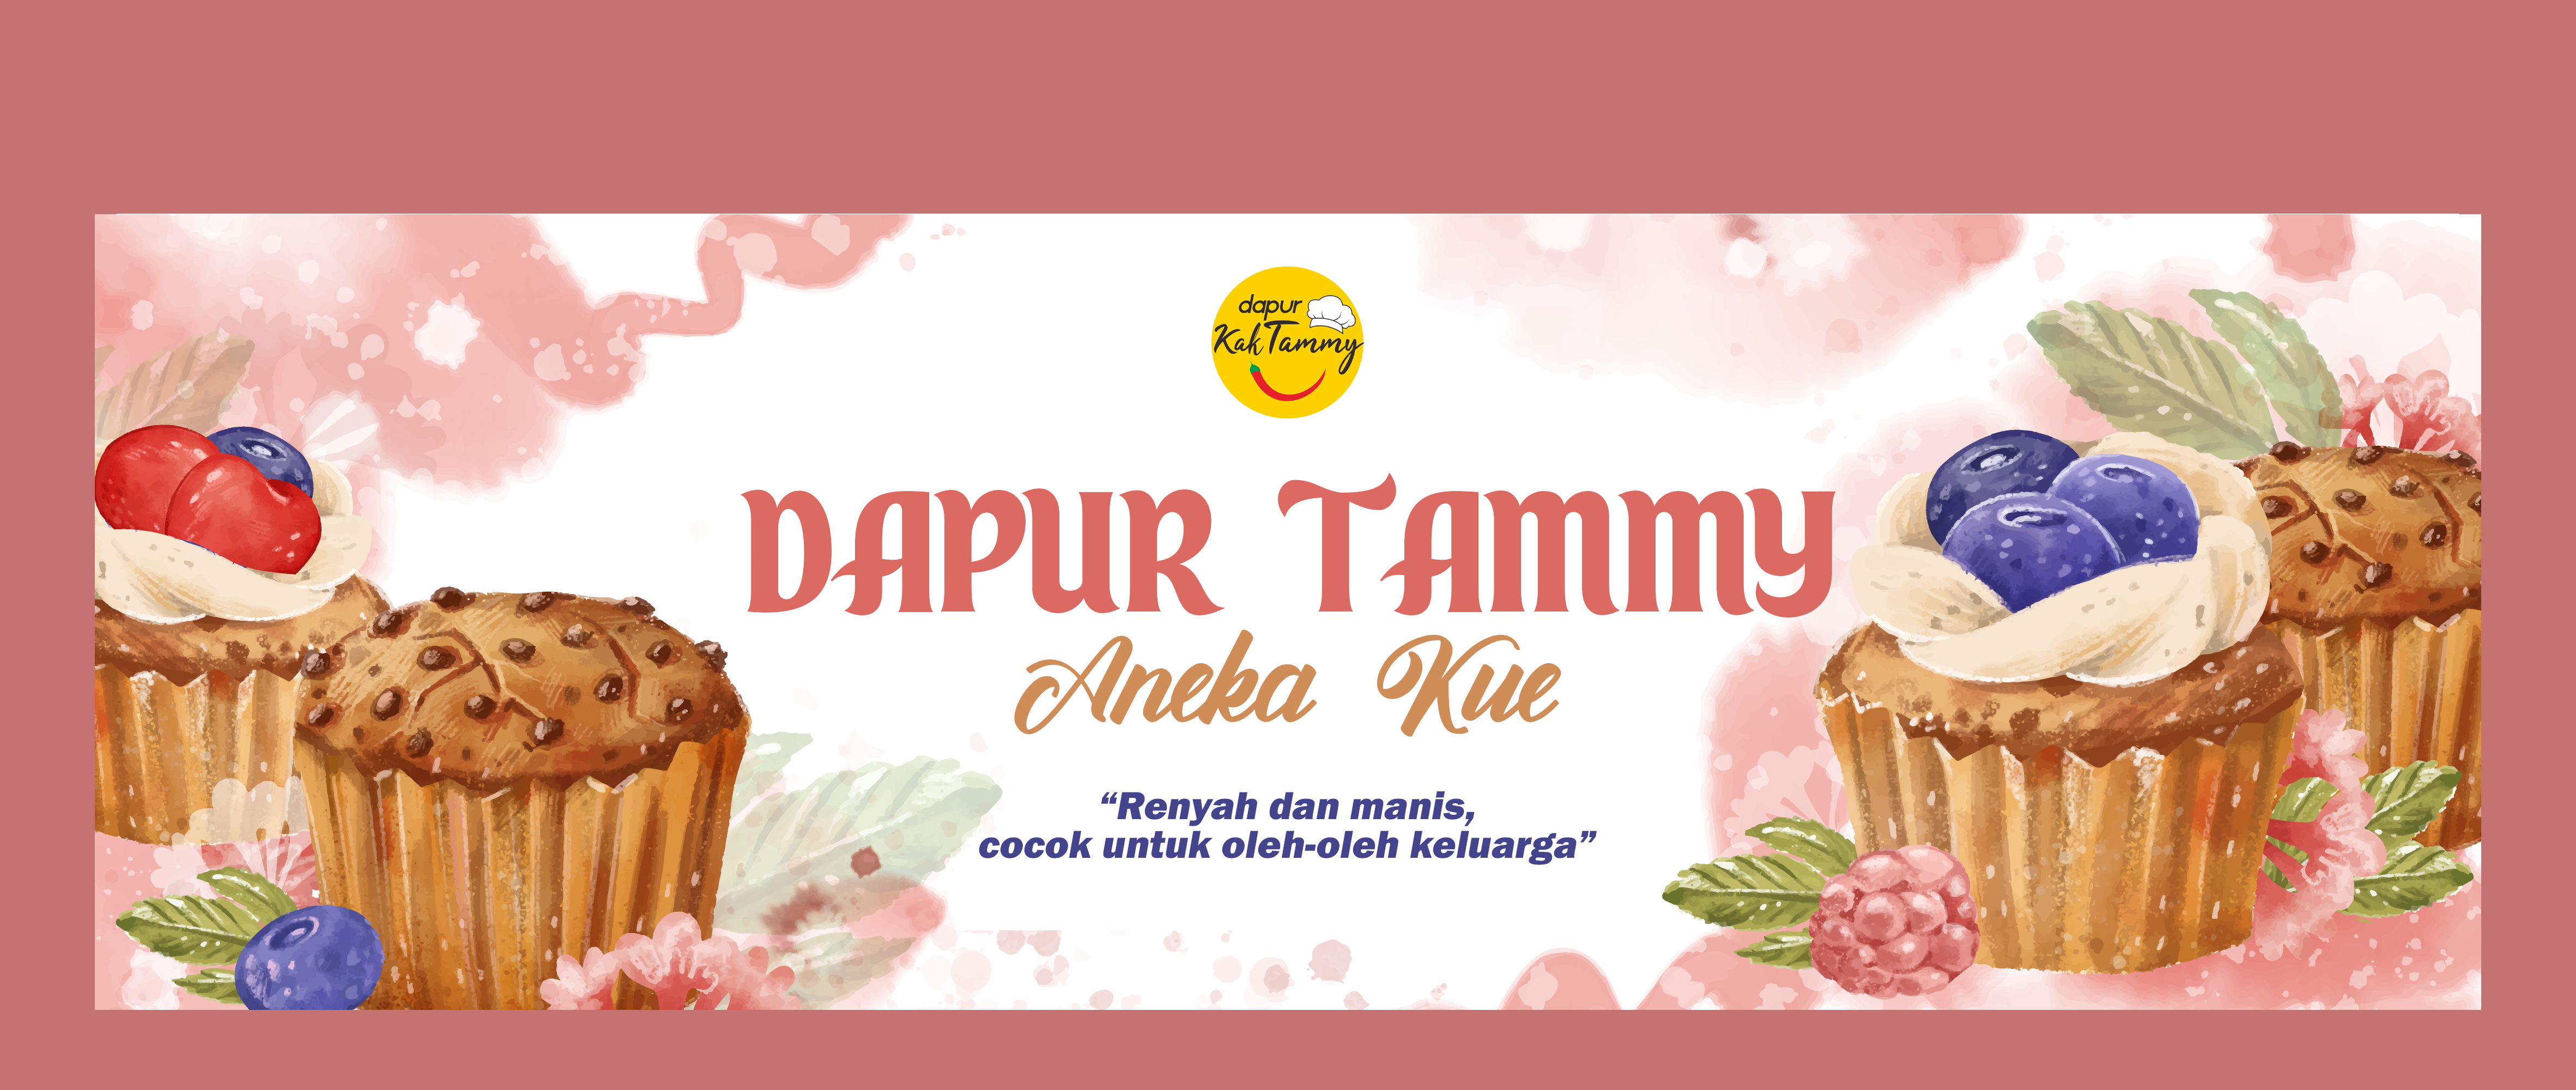 dapur
Kak Tammy
DAPUR TAMMY
Aneka Kue
“Renyah dan manis,
cocok untuk oleh-oleh keluarga”